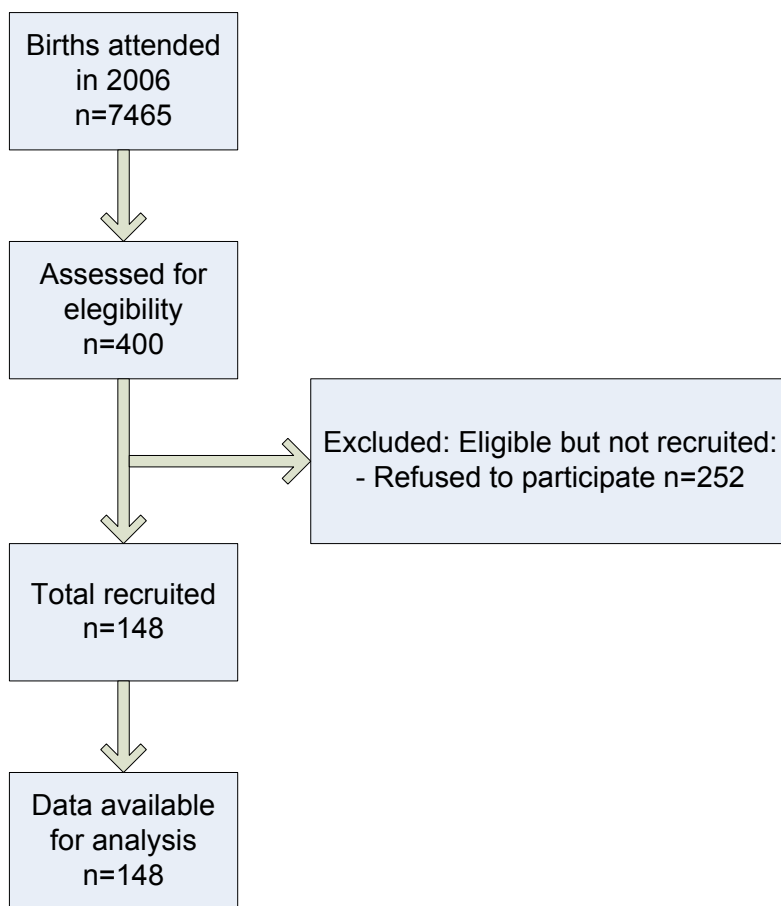 Births attended
in 2006
n=7465
Assessed for
elegibility
n=400
Excluded: Eligible but not recruited:
- Refused to participate n=252
Total recruited
n=148
Data available
for analysis
n=148